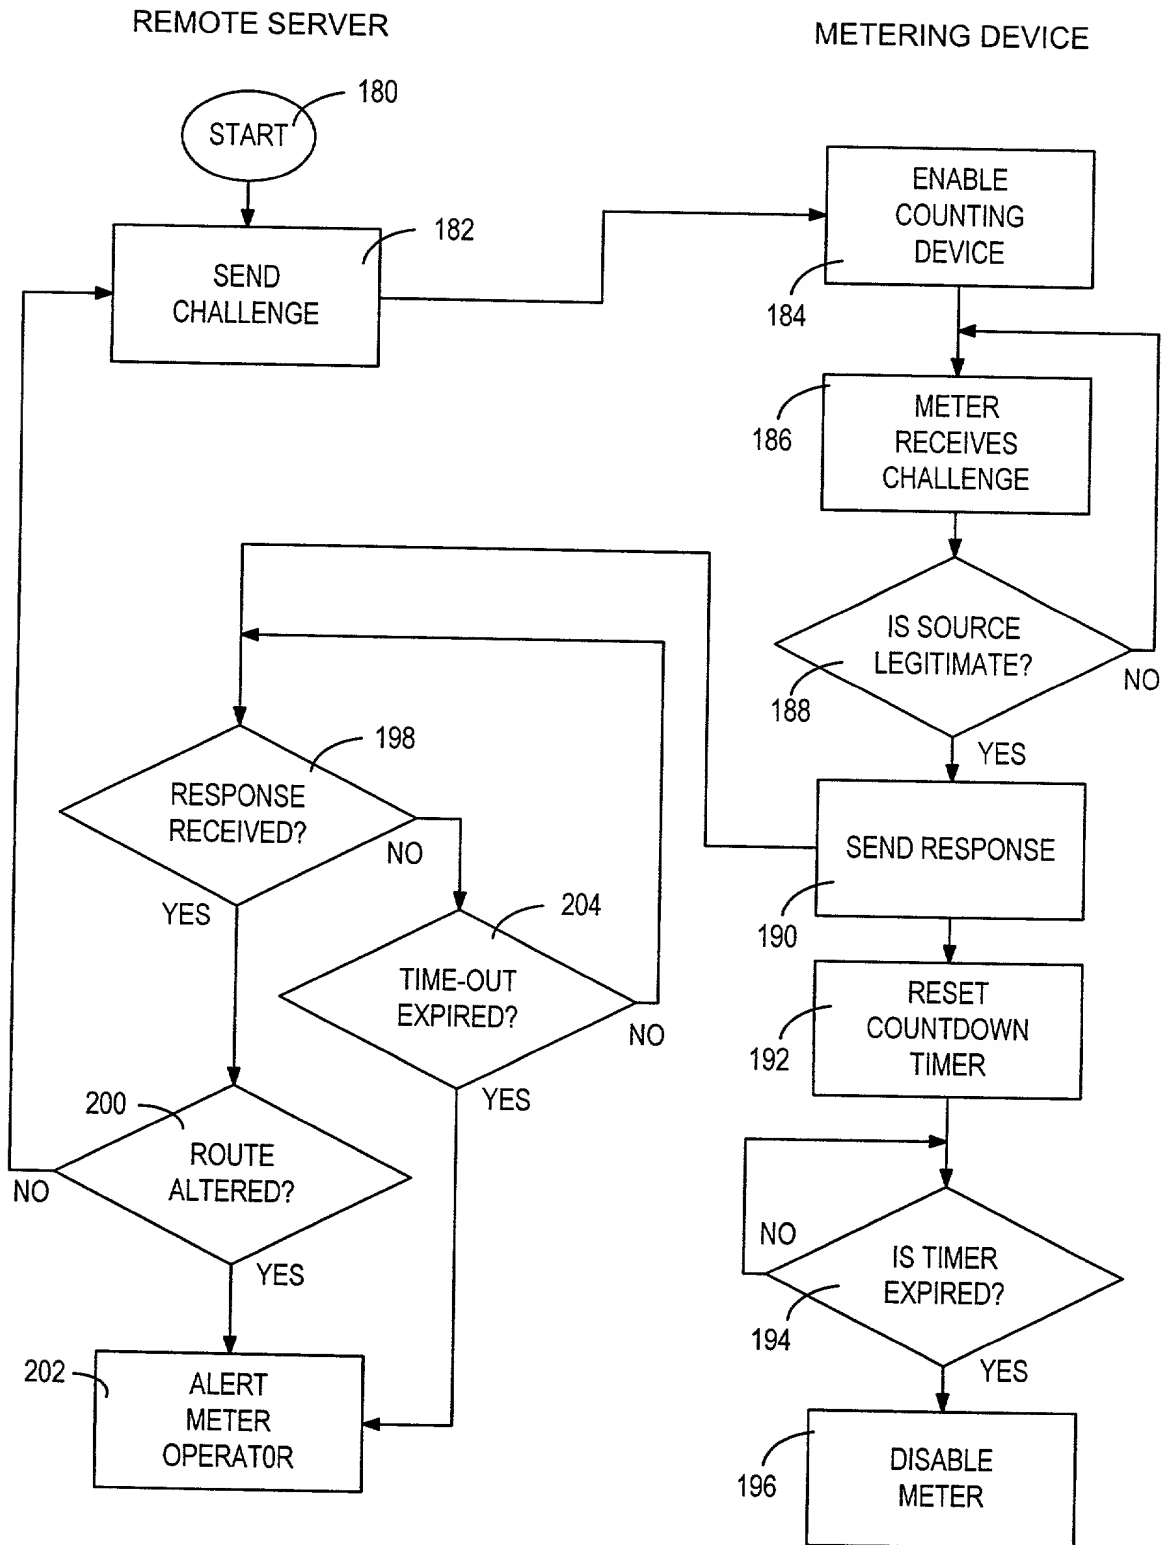 REMOTE SERVER
METERING DEVICE
180
START
182
SEND
CHALLENGE
ENABLE
COUNTING
DEVICE
184
METER
RECEIVES
CHALLENGE
186
IS SOURCE
LEGITIMATE?
188
NO
YES
SEND RESPONSE
190
RESET
COUNTDOWN
TIMER
192
NO
IS TIMER
EXPIRED?
194
YES
DISABLE
METER
196
198
RESPONSE
RECEIVED?
NO
YES
204
TIME-OUT
EXPIRED?
NO
YES
200
ROUTE
ALTERED?
NO
YES
202
ALERT
METER
OPERATOR